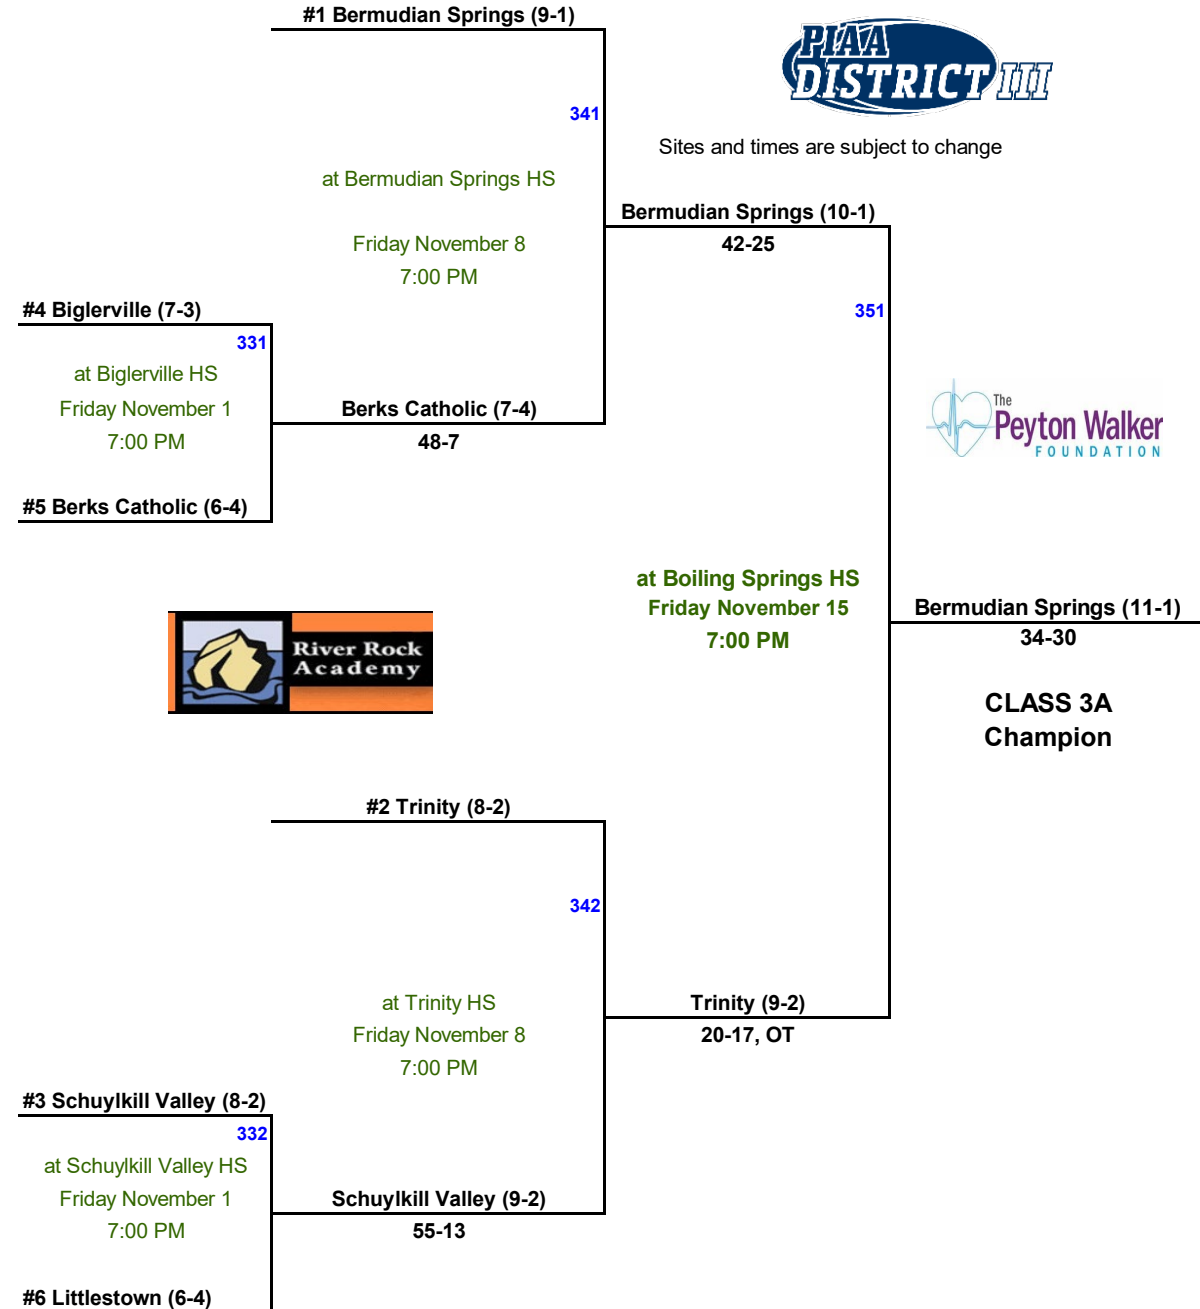 #1 Bermudian Springs (9-1)
PIAA
DISTRICT III
341
Sites and times are subject to change
at Bermudian Springs HS
Bermudian Springs (10-1)
Friday November 8
42-25
7:00 PM
#4 Biglerville (7-3)
351
331
at Biglerville HS
Friday November 1
Berks Catholic (7-4)
7:00 PM
48-7
The
Peyton Walker
FOUNDATION
#5 Berks Catholic (6-4)
at Boiling Springs HS
Friday November 15
Bermudian Springs (11-1)
7:00 PM
34-30
River Rock
Academy
CLASS 3A
Champion
#2 Trinity (8-2)
342
at Trinity HS
Trinity (9-2)
Friday November 8
20-17, OT
7:00 PM
#3 Schuylkill Valley (8-2)
332
at Schuylkill Valley HS
Friday November 1
Schuylkill Valley (9-2)
7:00 PM
55-13
#6 Littlestown (6-4)